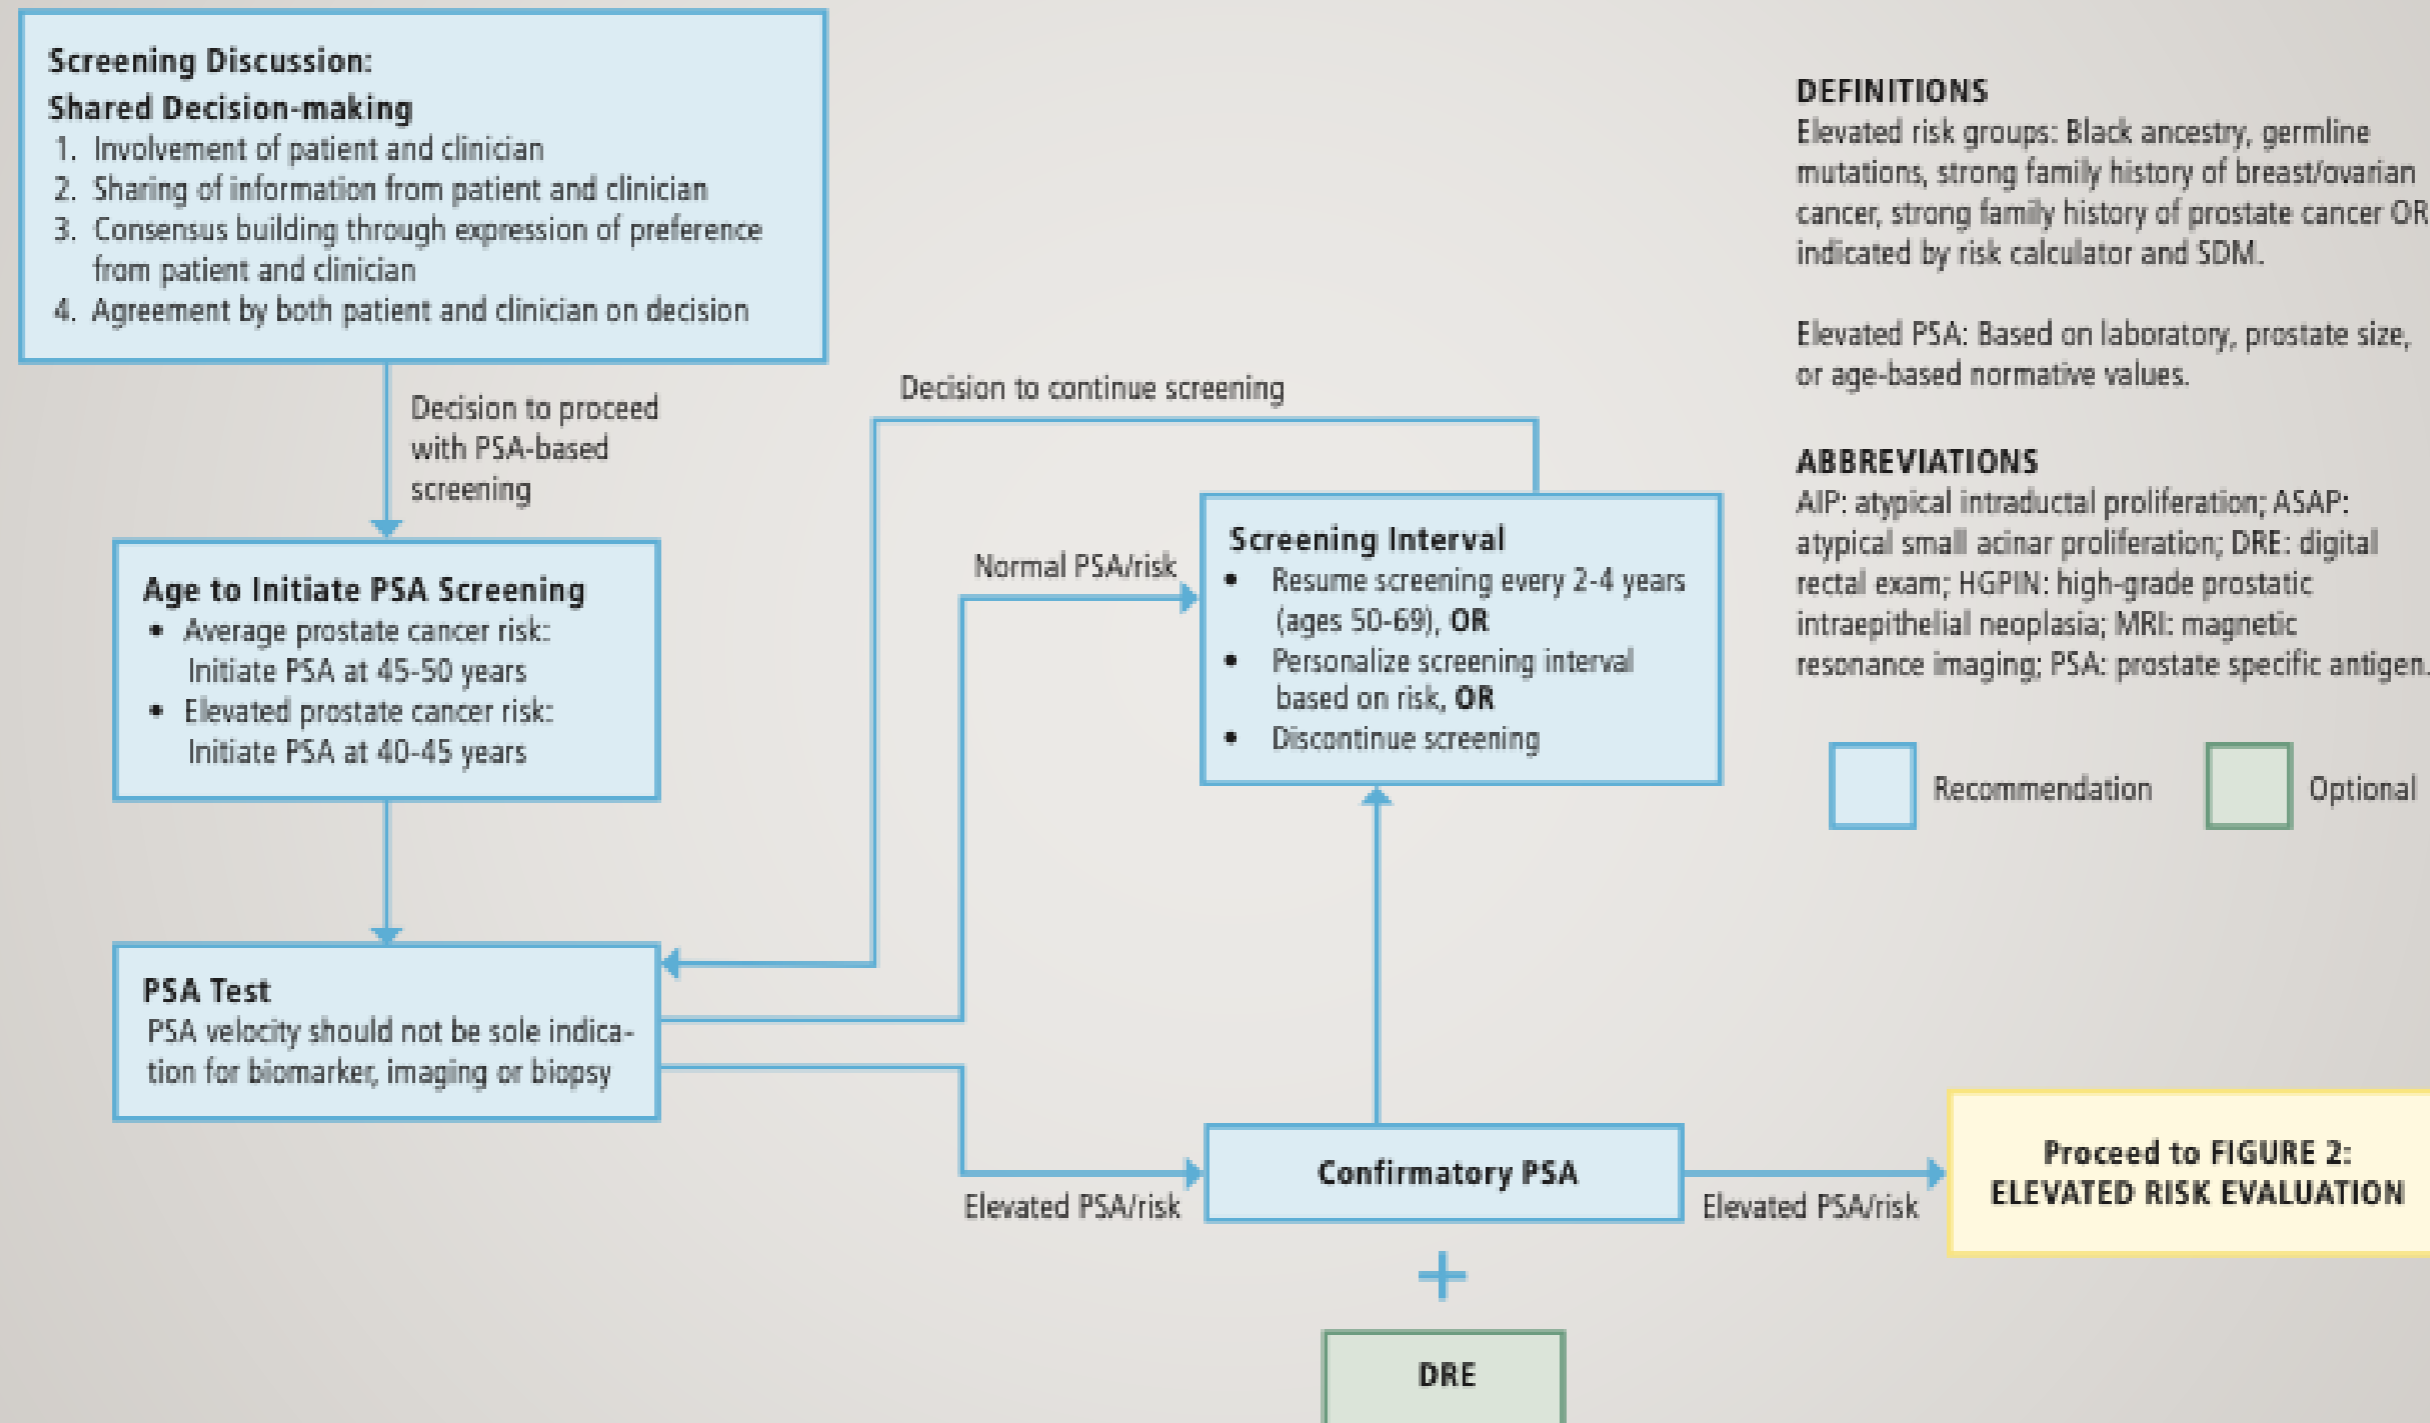 Screening Discussion:
Shared Decision-making
1. Involvement of patient and clinician
2. Sharing of information from patient and clinician
3. Consensus building through expression of preference
from patient and clinician
4. Agreement by both patient and clinician on decision
Decision to proceed
with PSA-based
screening
Age to Initiate PSA Screening
• Average prostate cancer risk:
Initiate PSA at 45-50 years
• Elevated prostate cancer risk:
Initiate PSA at 40-45 years
PSA Test
PSA velocity should not be sole indica-
tion for biomarker, imaging or biopsy
Decision to continue screening
Normal PSA/risk
Screening Interval
• Resume screening every 2-4 years
(ages 50-69), OR
• Personalize screening interval
based on risk, OR
• Discontinue screening
Elevated PSA/risk
Confirmatory PSA
Elevated PSA/risk
Proceed to FIGURE 2:
ELEVATED RISK EVALUATION
+
DRE
DEFINITIONS
Elevated risk groups: Black ancestry, germline
mutations, strong family history of breast/ovarian
cancer, strong family history of prostate cancer OR
indicated by risk calculator and SDM.
Elevated PSA: Based on laboratory, prostate size,
or age-based normative values.
ABBREVIATIONS
AIP: atypical intraductal proliferation; ASAP:
atypical small acinar proliferation; DRE: digital
rectal exam; HGPIN: high-grade prostatic
intraepithelial neoplasia; MRI: magnetic
resonance imaging; PSA: prostate specific antigen.
Recommendation
Optional